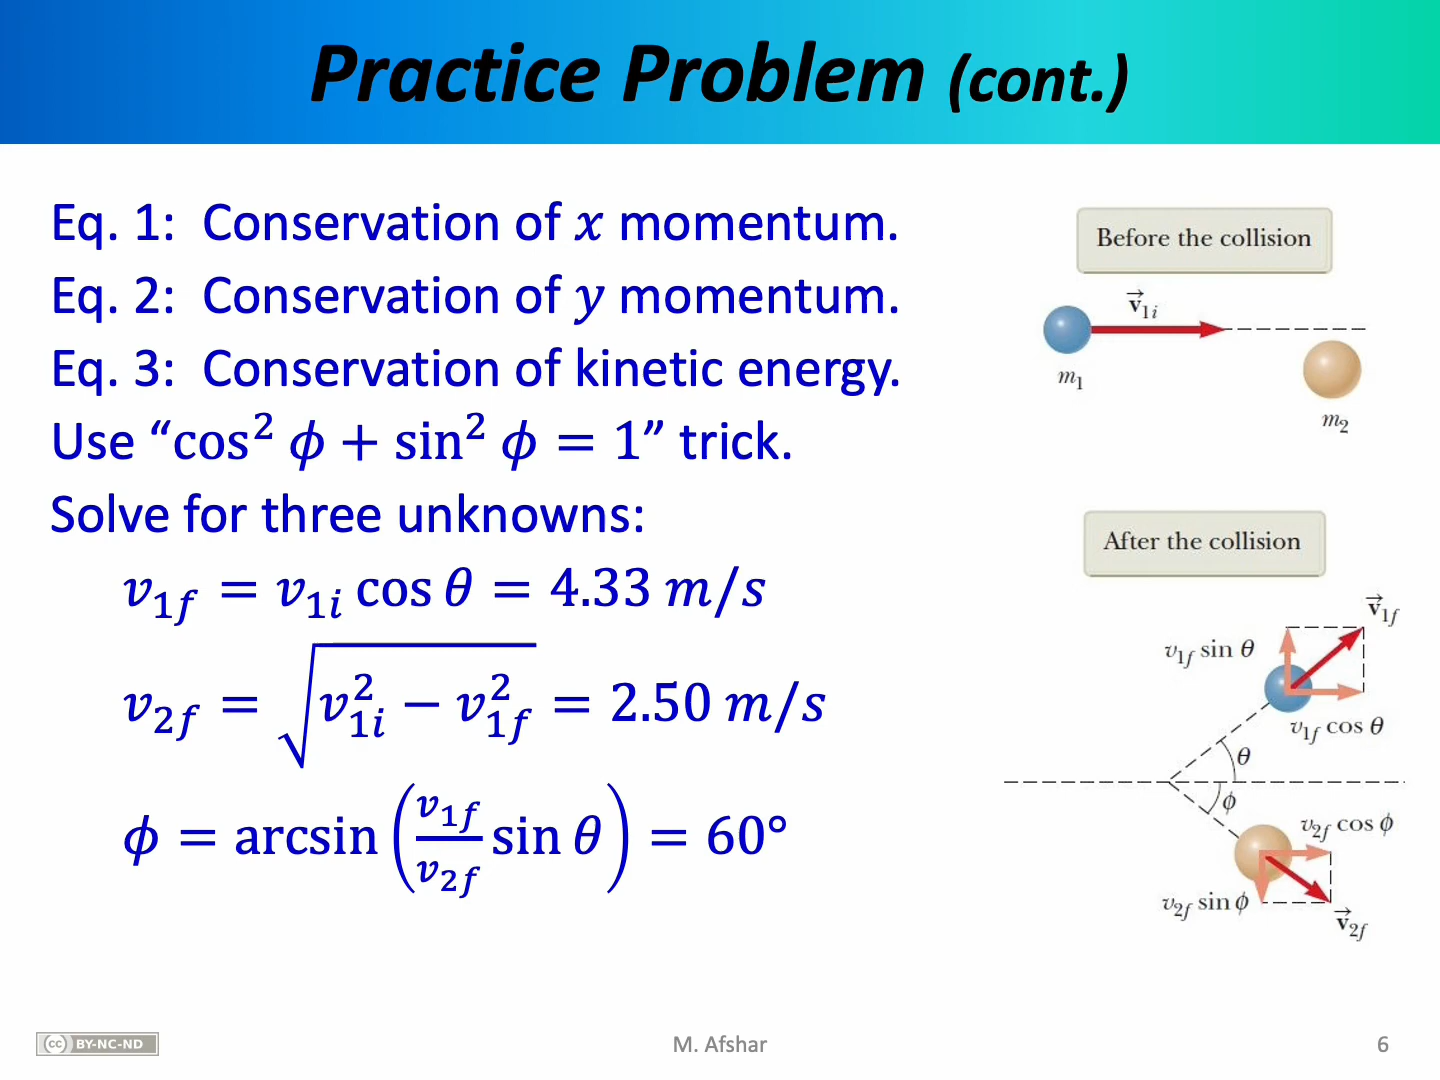 Practice Problem (cont.)
Eq. 1: Conservation of x momentum.
Eq. 2: Conservation of y momentum.
Eq. 3: Conservation of kinetic energy.
Use “cos² ϕ + sin² ϕ = 1” trick.
Solve for three unknowns:
v₁f = v₁i cos θ = 4.33 m/s
v₂f = √(v₁i² − v₁f²) = 2.50 m/s
ϕ = arcsin (v₁f/v₂f sin θ) = 60°
Before the collision
v⃗₁i
m₁
m₂
After the collision
v⃗₁f
v₁f sin θ
v₁f cos θ
θ
ϕ
v₂f cos ϕ
v₂f sin ϕ
v⃗₂f
cc BY-NC-ND
M. Afshar
6